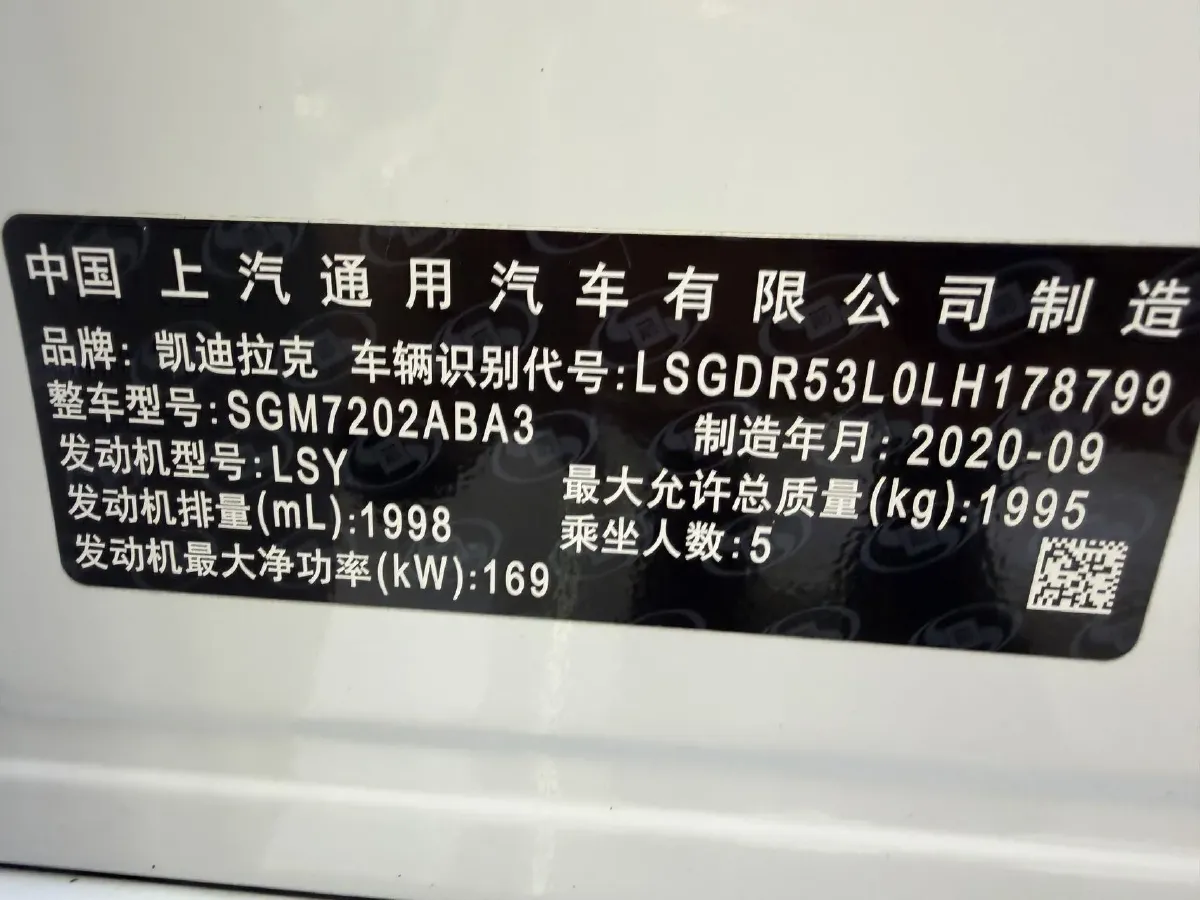 中国 上汽通用汽车有限公司制造
品牌: 凯迪拉克 车辆识别代号:LSGDR53L0LH178799
整车型号:SGM7202ABA3 制造年月: 2020-09
发动机型号:LSY 最大允许总质量(kg):1995
发动机排量(mL):1998 乘坐人数:5
发动机最大净功率(kW):169